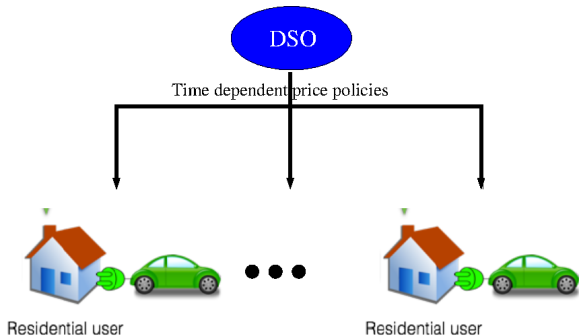 DSO
Time dependent price policies
Residential user
Residential user